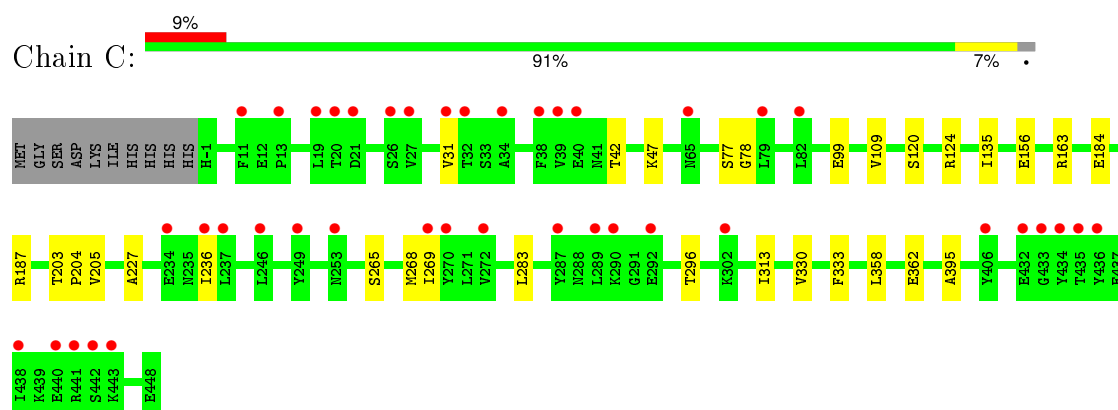 9%
Chain C:
91% 7% •
MET GLY SER ASP LYS ILE HIS HIS HIS HIS HIS H-1 F11 E12 P13 L19 T20 D21 S26 V27 V31 T32 S33 A34 F38 V39 E40 N41 T42 K47 N65 S77 G78 L79 L82 E99 V109 S120 R124 I135 E156 R163 E184
R187 T203 P204 V205 A227 E234 N235 I236 L237 L246 Y249 N253 S265 M268 I269 Y270 L271 V272 L283 Y287 N288 L289 K290 G291 E292 T296 K302 I313 V330 F333 L358 E362 A395 Y406 E432 G433 Y434 T435 Y436 E437
I438 K439 E440 R441 S442 K443 E448